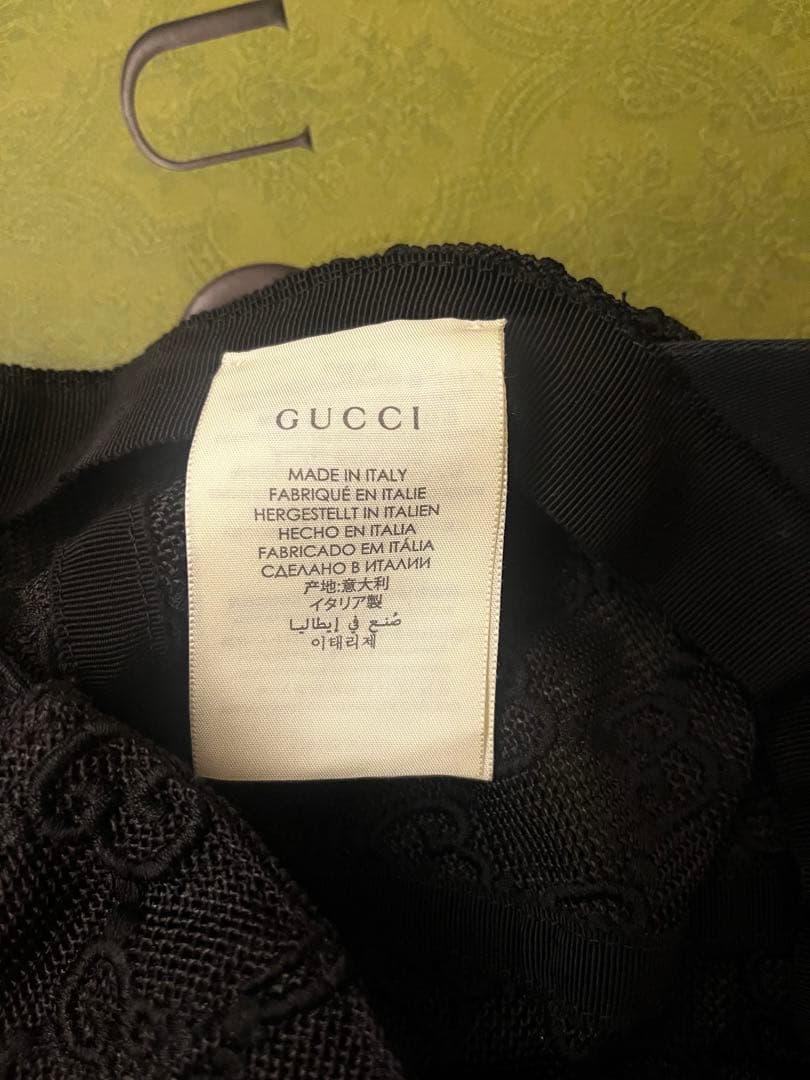 U
GUCCI
MADE IN ITALY
FABRIQUÉ EN ITALIE
HERGESTELLT IN ITALIEN
HECHO EN ITALIA
FABRICADO EM ITÁLIA
СДЕЛАНО В ИТАЛИИ
产地:意大利
イタリア製
صُنع في إيطاليا
이태리제